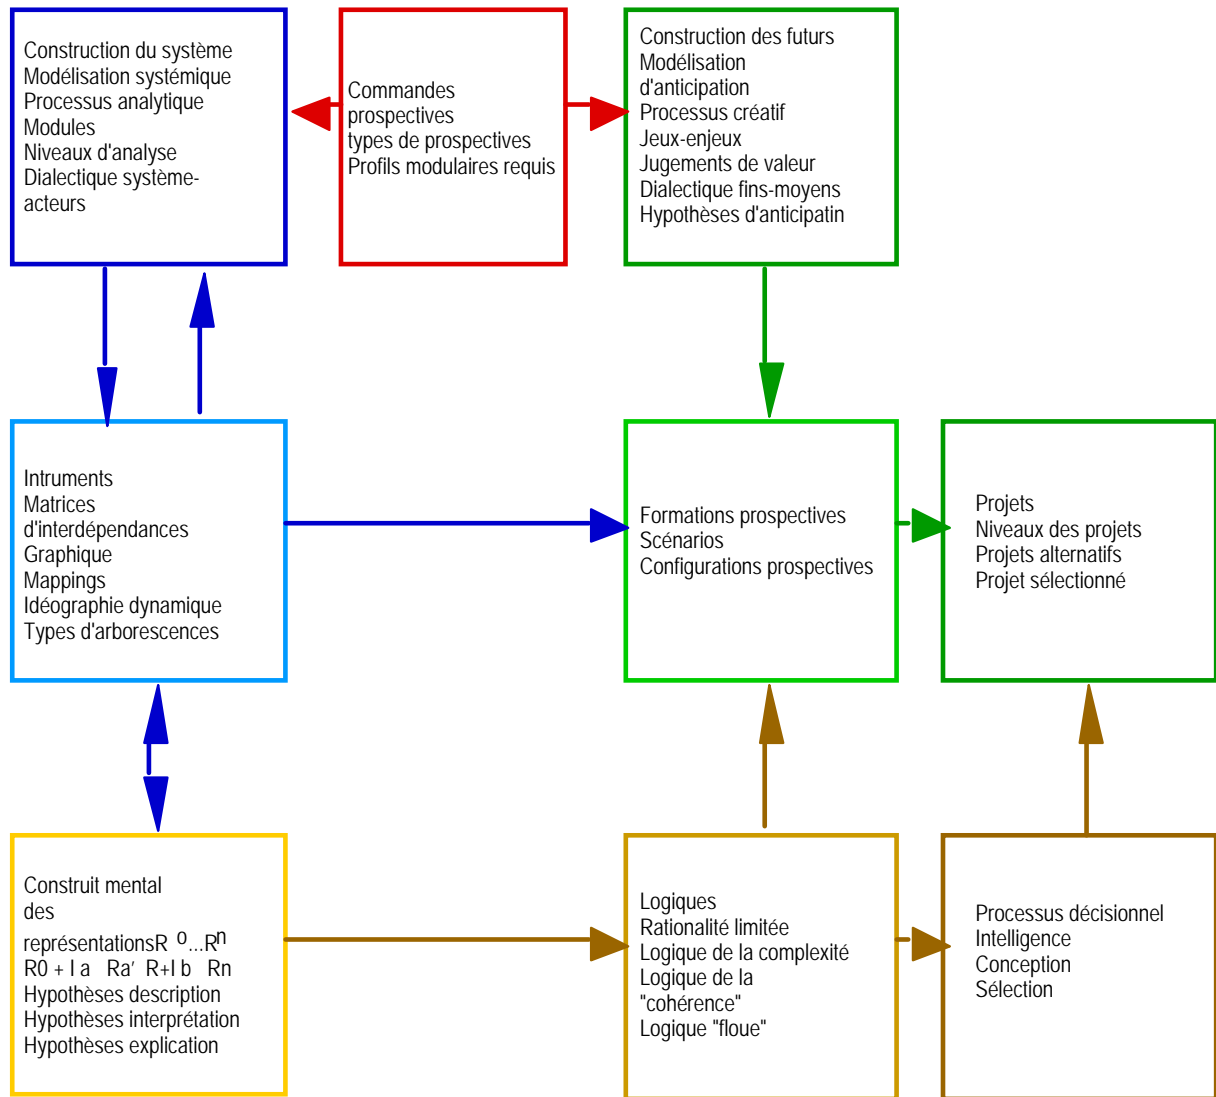 Construction du système
Modélisation systémique
Processus analytique
Modules
Niveaux d'analyse
Dialectique système-
acteurs
Commandes
prospectives
types de prospectives
Profils modulaires requis
Construction des futurs
Modélisation
d'anticipation
Processus créatif
Jeux-enjeux
Jugements de valeur
Dialectique fins-moyens
Hypothèses d'anticipatin
Intruments
Matrices
d'interdépendances
Graphique
Mappings
Idéographie dynamique
Types d'arborescences
Formations prospectives
Scénarios
Configurations prospectives
Projets
Niveaux des projets
Projets alternatifs
Projet sélectionné
Construit mental
des
représentationsR o...Rn
R0 + I a Ra' R+I b Rn
Hypothèses description
Hypothèses interprétation
Hypothèses explication
Logiques
Rationalité limitée
Logique de la complexité
Logique de la
"cohérence"
Logique "floue"
Processus décisionnel
Intelligence
Conception
Sélection